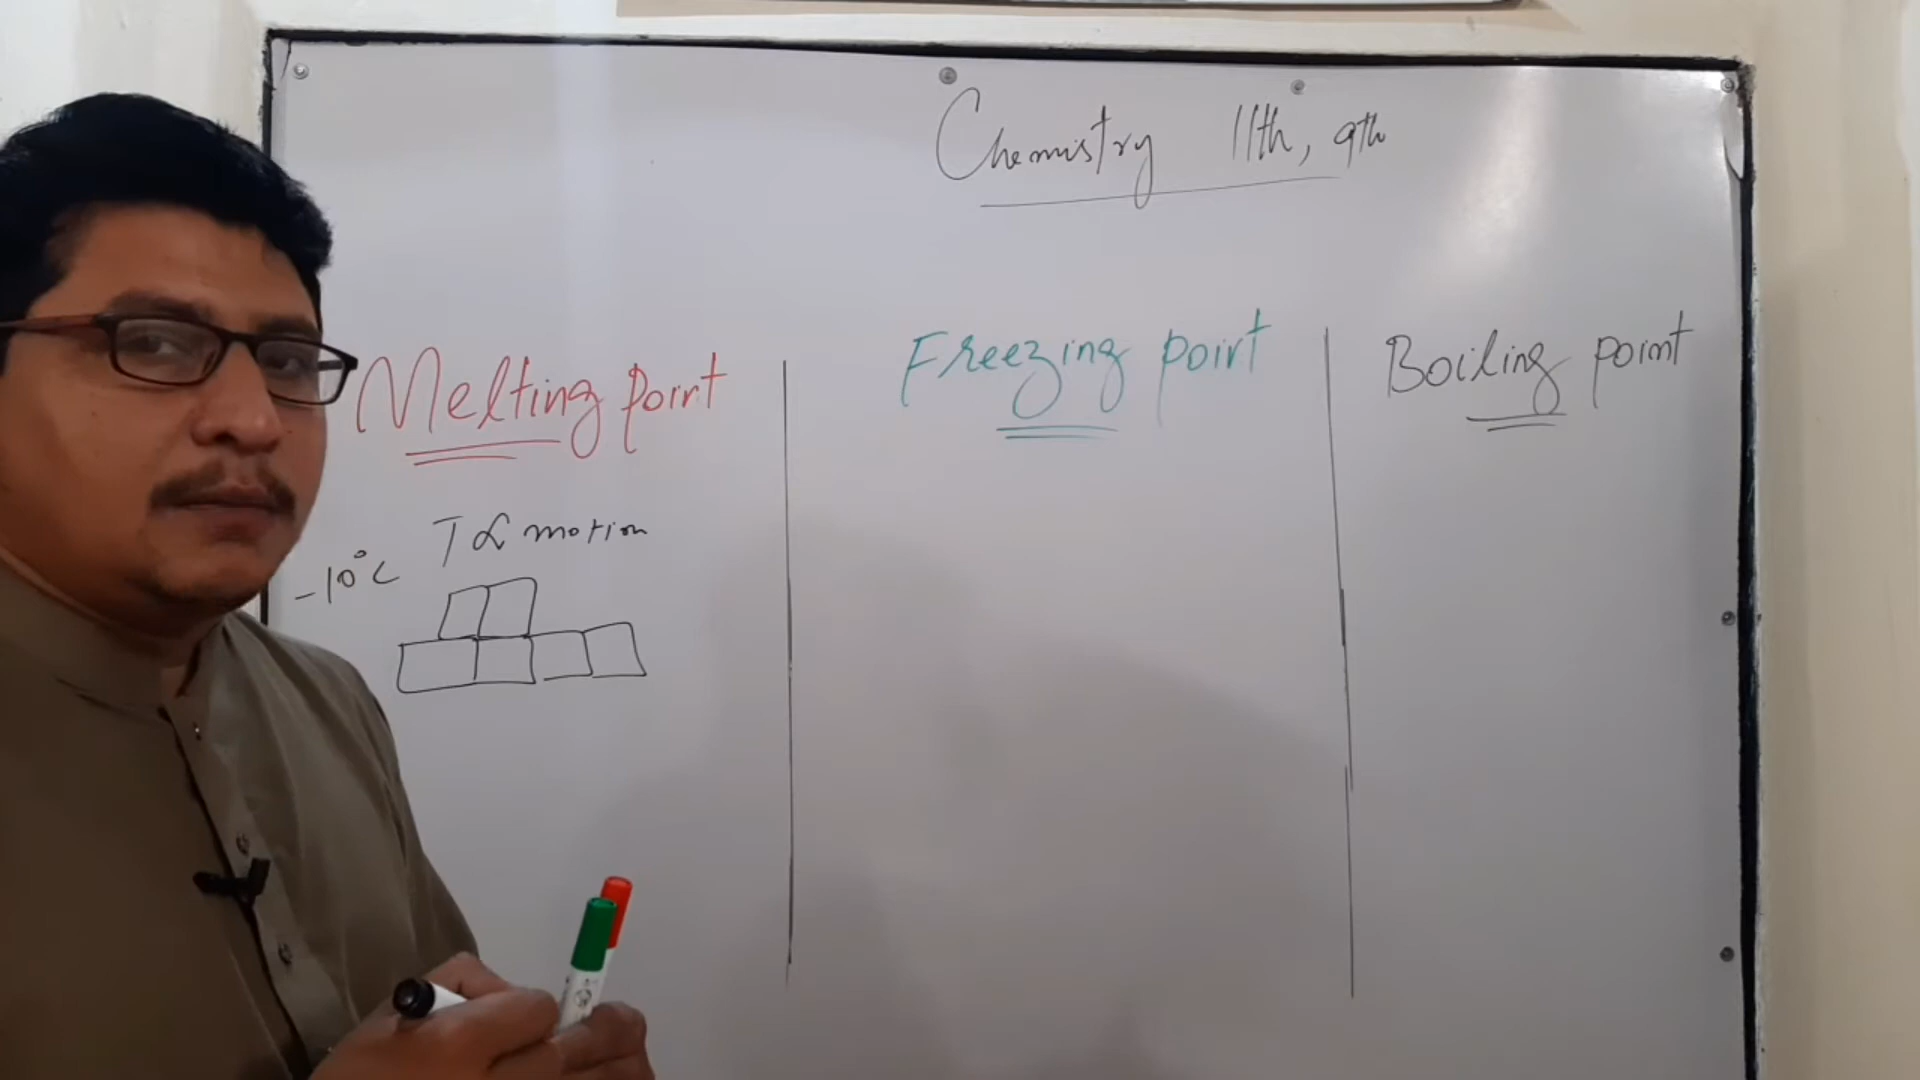 Chemistry 11th, 9th
Melting point
Freezing point
Boiling point
T ∝ motion
-10°C